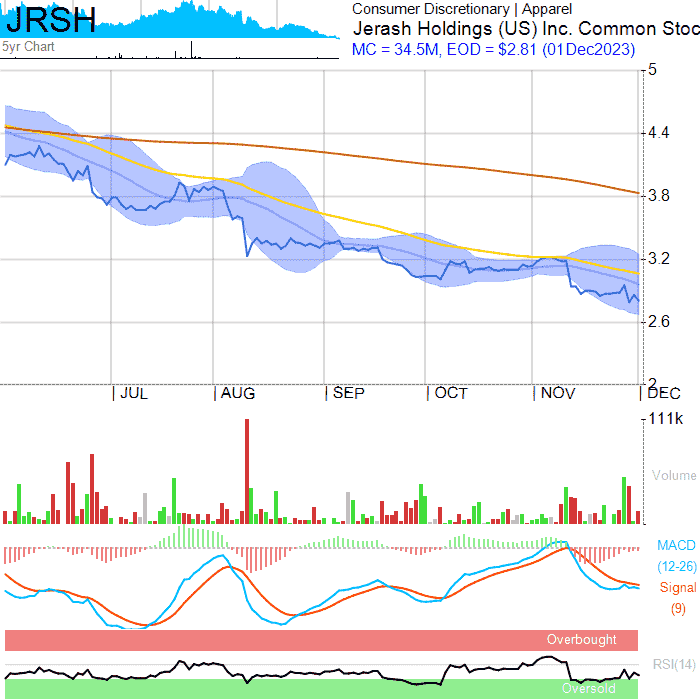 JRSH
5yr Chart
Consumer Discretionary | Apparel
Jerash Holdings (US) Inc. Common Stoc
MC = 34.5M, EOD = $2.81 (01Dec2023)
5
4.4
3.8
3.2
2.6
2
JUL
AUG
SEP
OCT
NOV
DEC
111k
Volume
MACD
(12-26)
Signal
(9)
Overbought
RSI(14)
Oversold